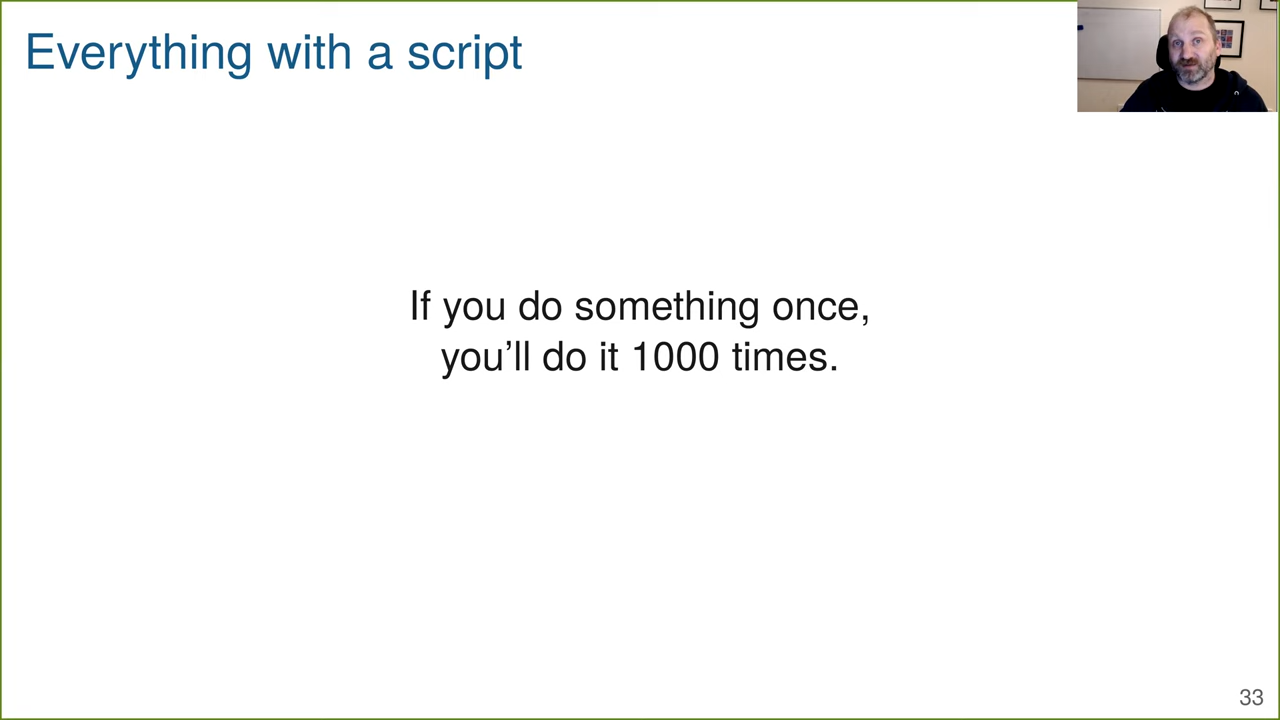 Everything with a script
If you do something once,
you’ll do it 1000 times.
33